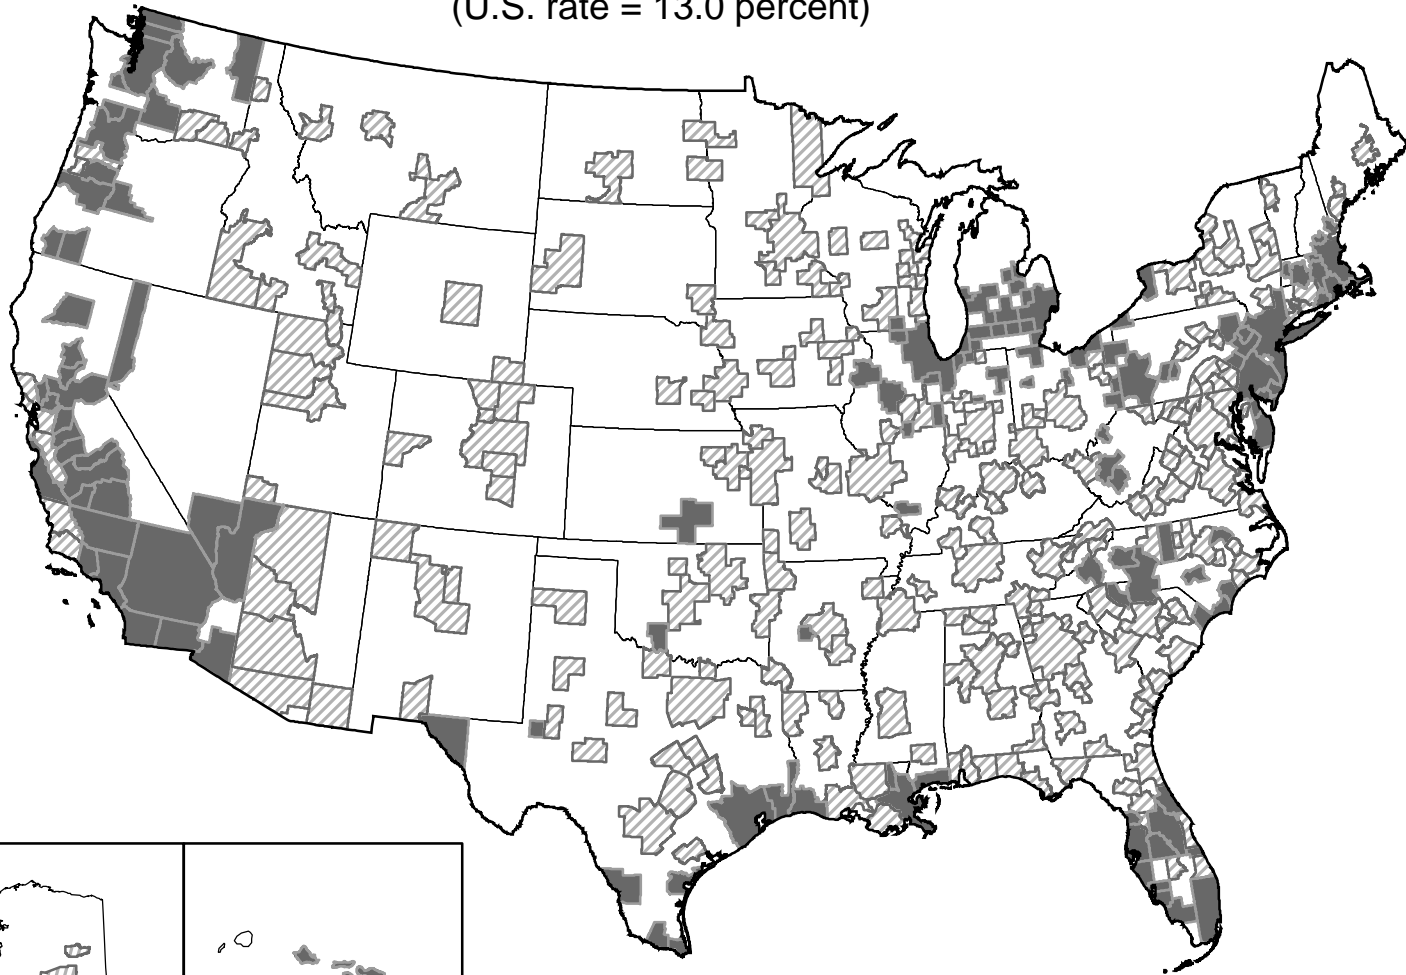 (U.S. rate = 13.0 percent)